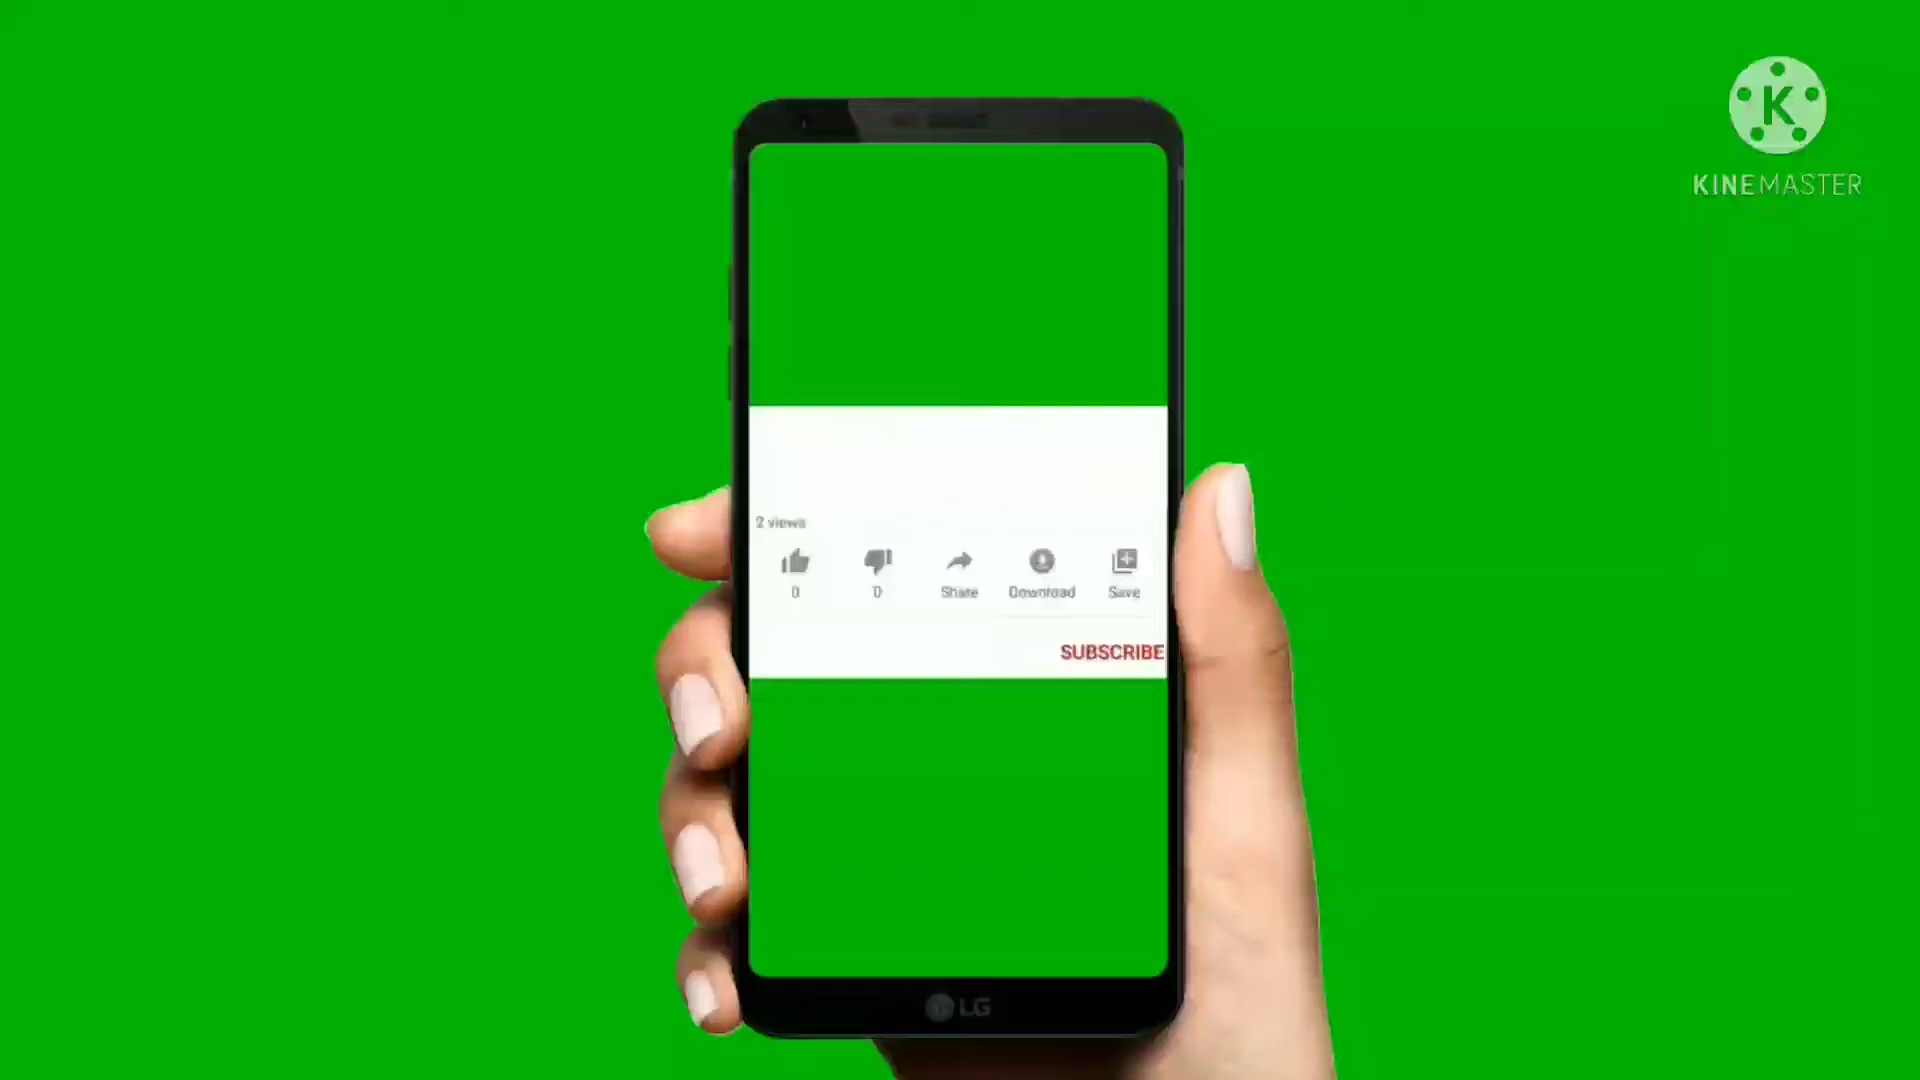 K
KINEMASTER
2 views
0 0 Share Download Save
SUBSCRIBE
LG